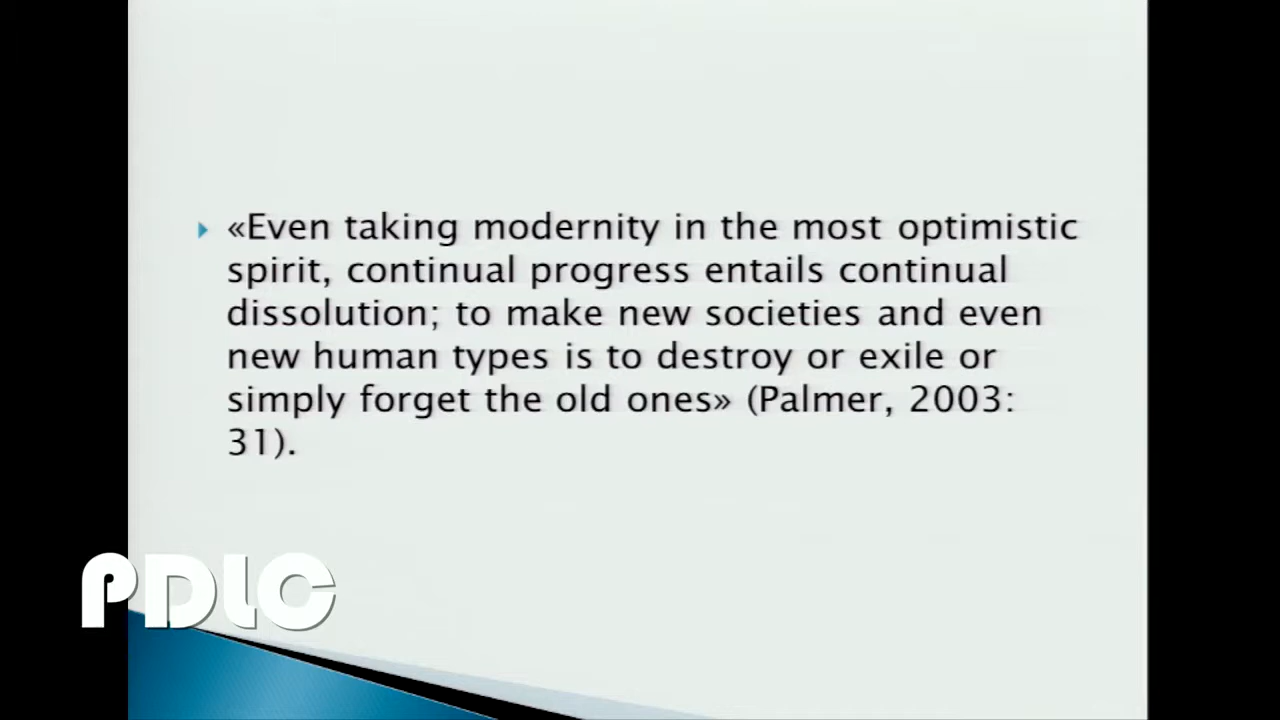 «Even taking modernity in the most optimistic
spirit, continual progress entails continual
dissolution; to make new societies and even
new human types is to destroy or exile or
simply forget the old ones» (Palmer, 2003:
31).
PDLC